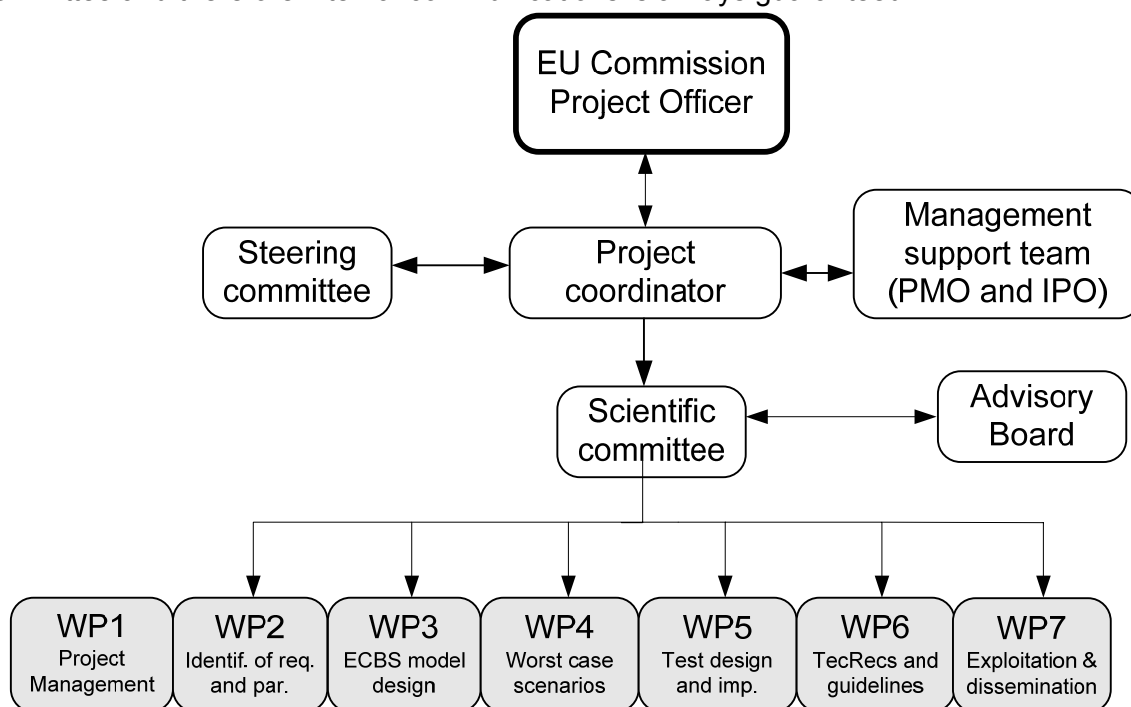 EU Commission
Project Officer
Steering
committee
Project
coordinator
Management
support team
(PMO and IPO)
Scientific
committee
Advisory
Board
WP1
Project
Management
WP2
Identif. of req.
and par.
WP3
ECBS model
design
WP4
Worst case
scenarios
WP5
Test design
and imp.
WP6
TecRecs and
guidelines
WP7
Exploitation &
dissemination